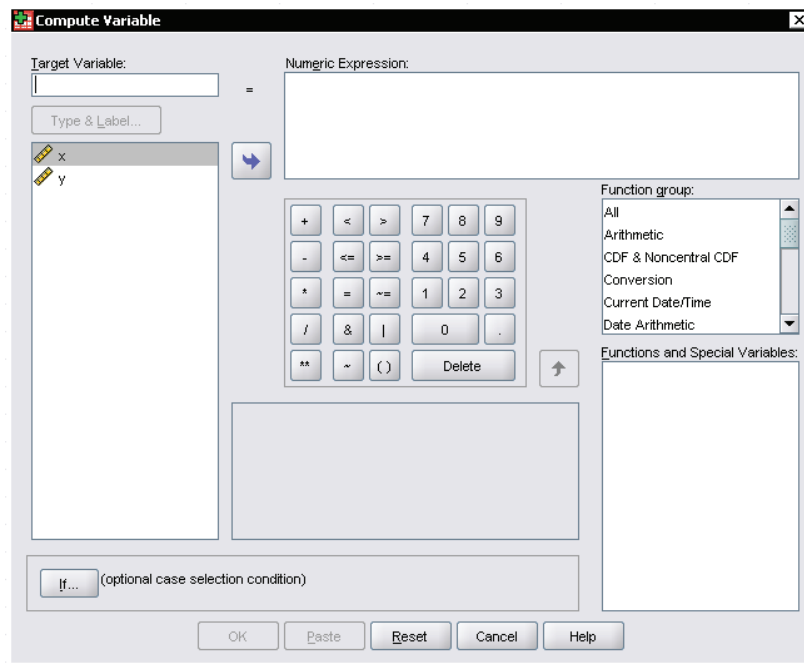 Compute Variable
Target Variable:
Numeric Expression:
=
Type & Label...
x
y
Function group:
All
Arithmetic
CDF & Noncentral CDF
Conversion
Current Date/Time
Date Arithmetic
+ < > 7 8 9
- <= >= 4 5 6
* = ~= 1 2 3
/ & | 0 .
** ~ ( ) Delete
Functions and Special Variables:
If... (optional case selection condition)
OK Paste Reset Cancel Help